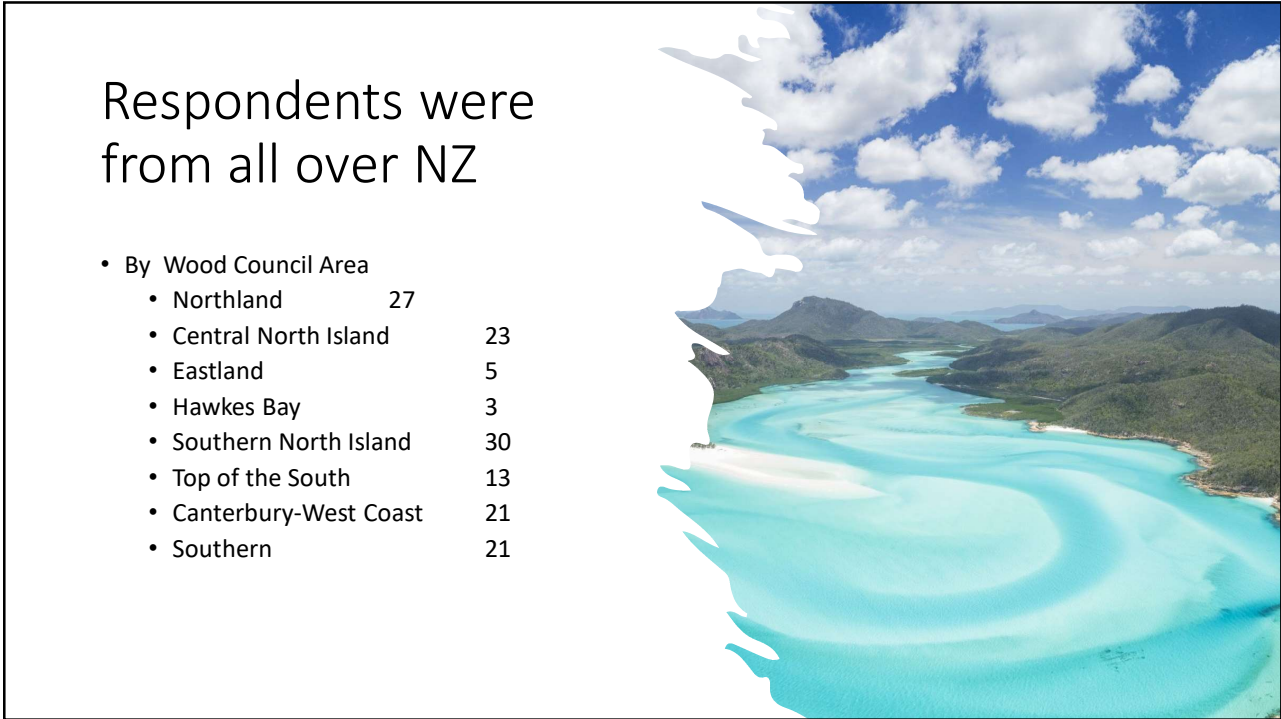 Respondents were
from all over NZ
• By Wood Council Area
• Northland 27
• Central North Island 23
• Eastland 5
• Hawkes Bay 3
• Southern North Island 30
• Top of the South 13
• Canterbury-West Coast 21
• Southern 21